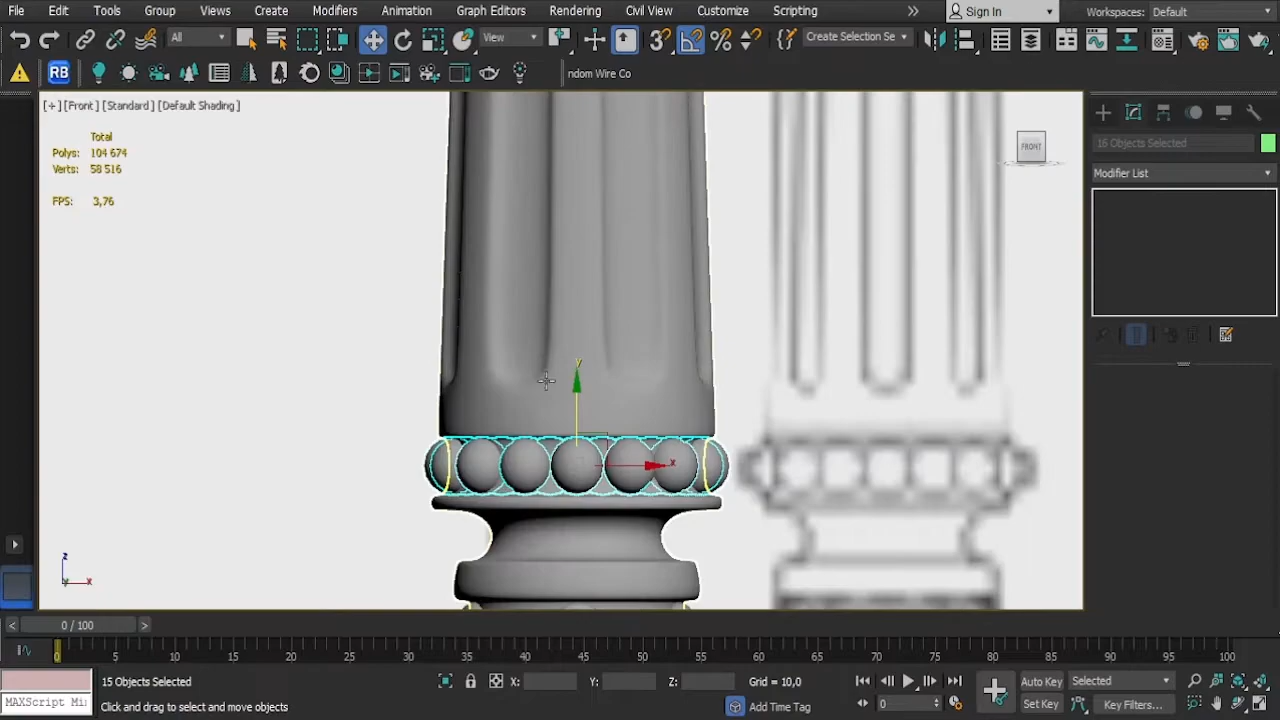 File Edit Tools Group Views Create Modifiers Animation Graph Editors Rendering Civil View Customize Scripting Sign In Workspaces: Default
All View Create Selection Se
RB ndom Wire Co
[+] [Front] [Standard] [Default Shading]
Total
Polys: 104 674
Verts: 58 516
FPS: 3,76
FRONT
16 Objects Selected
Modifier List
y
x
z
y x
0 / 100
0 5 10 15 20 25 30 35 40 45 50 55 60 65 70 75 80 85 90 95 100
15 Objects Selected X: Y: Z: Grid = 10,0 Auto Key Selected
MAXScript Mi Click and drag to select and move objects Add Time Tag 0 Set Key Key Filters...